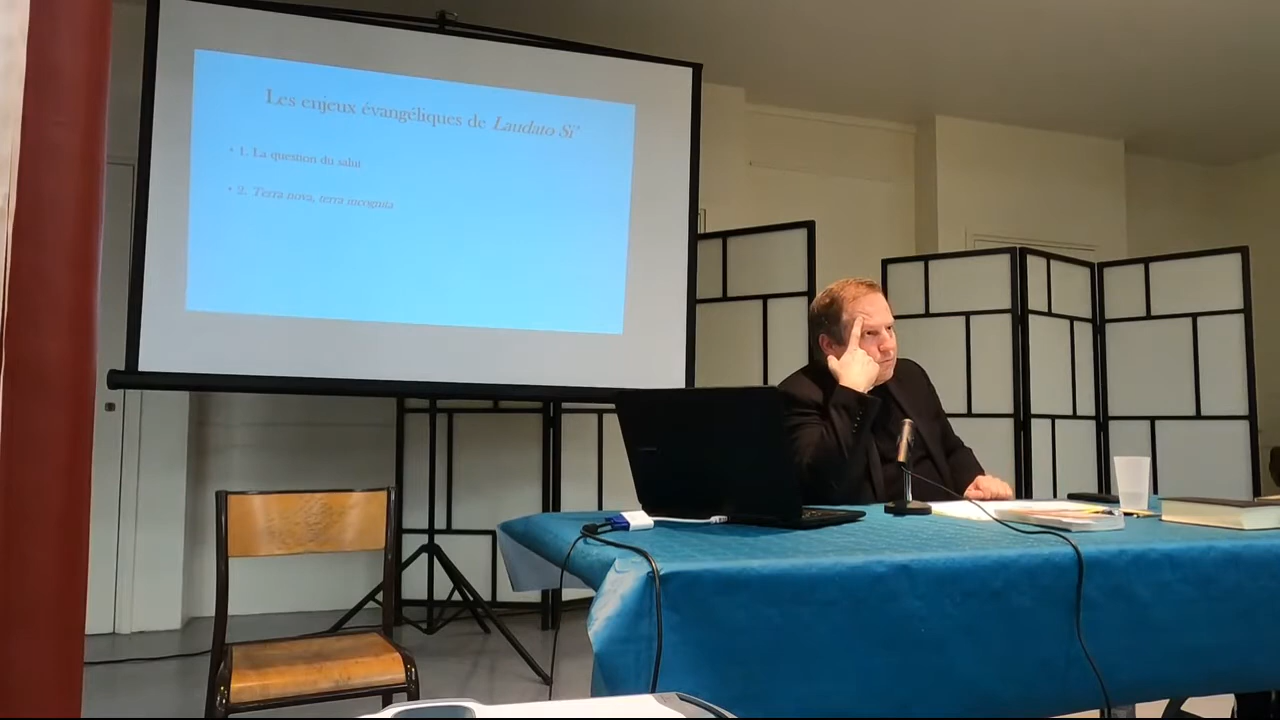 Les enjeux évangéliques de Laudato Si'
• 1. La question du salut
• 2. Terra nova, terra incognita